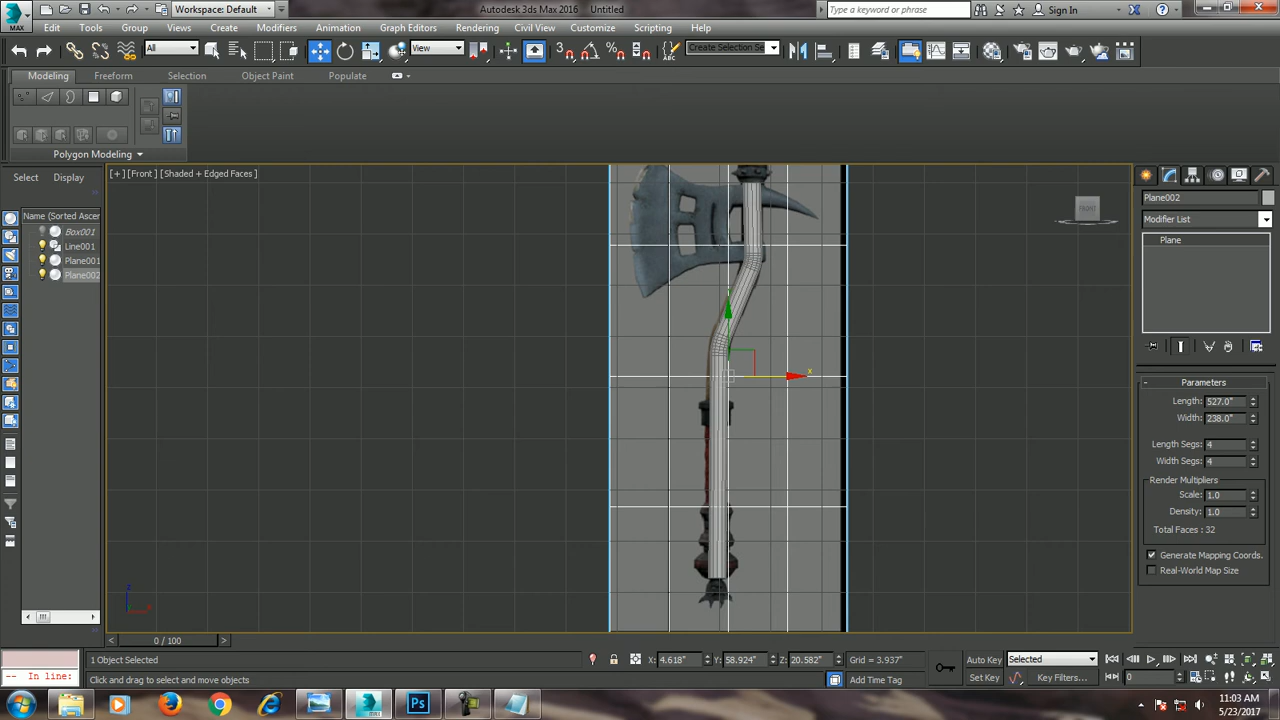 MAX
Workspace: Default
Autodesk 3ds Max 2016
Untitled
Type a keyword or phrase
Sign In
Edit
Tools
Group
Views
Create
Modifiers
Animation
Graph Editors
Rendering
Civil View
Customize
Scripting
Help
All
View
Create Selection Se
Modeling
Freeform
Selection
Object Paint
Populate
Polygon Modeling
Select
Display
[+] [Front ] [Shaded + Edged Faces ]
Name (Sorted Ascen
Box001
Line001
Plane001
Plane002
FRONT
Plane002
Modifier List
Plane
Parameters
Length: 527.0"
Width: 238.0"
Length Segs: 4
Width Segs: 4
Render Multipliers
Scale: 1.0
Density: 1.0
Total Faces : 32
Generate Mapping Coords.
Real-World Map Size
x
0 / 100
1 Object Selected
X: 4.618"
Y: 58.924"
Z: 20.582"
Grid = 3.937"
Auto Key
Selected
-- In line:
Click and drag to select and move objects
Add Time Tag
Set Key
Key Filters...
0
MAX
Ps
11:03 AM
5/23/2017